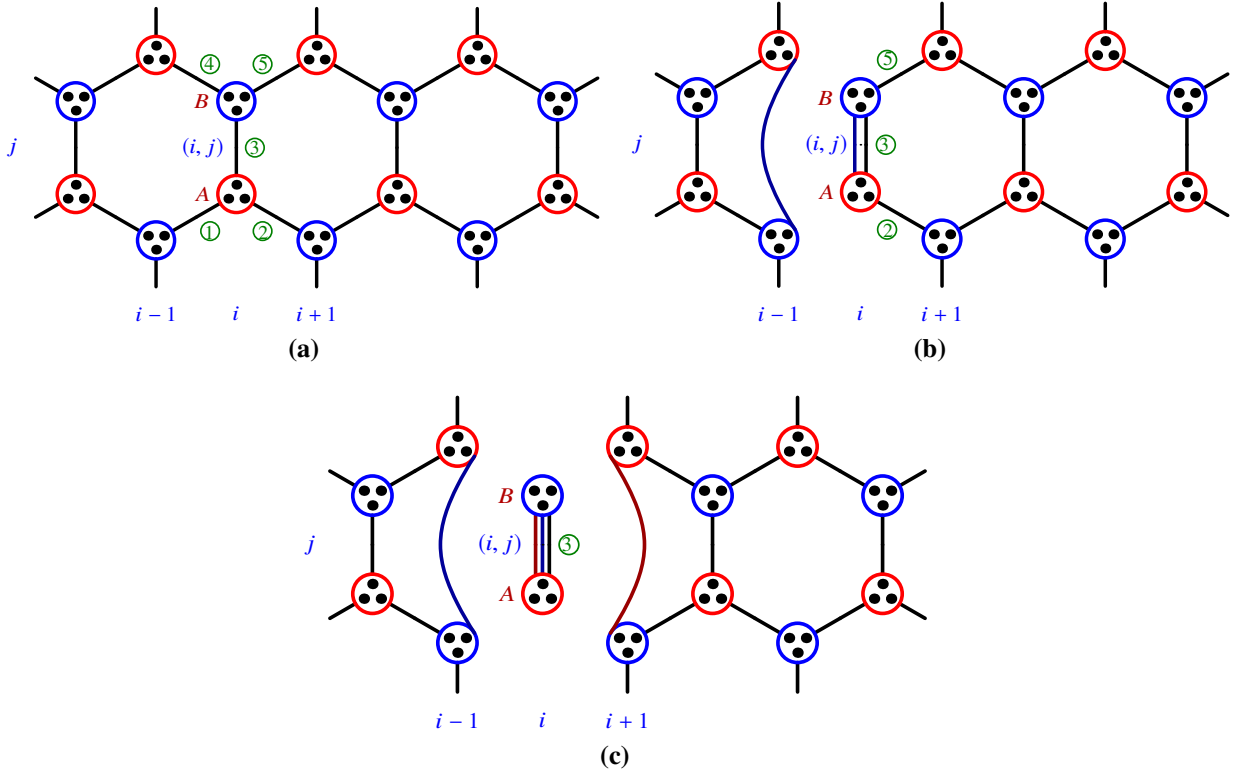 ④ ⑤
B
j (i, j) ③
A
① ②
i − 1 i i + 1
(a)
⑤
B
j (i, j) ③
A
②
i − 1 i i + 1
(b)
B
j (i, j) ③
A
i − 1 i i + 1
(c)